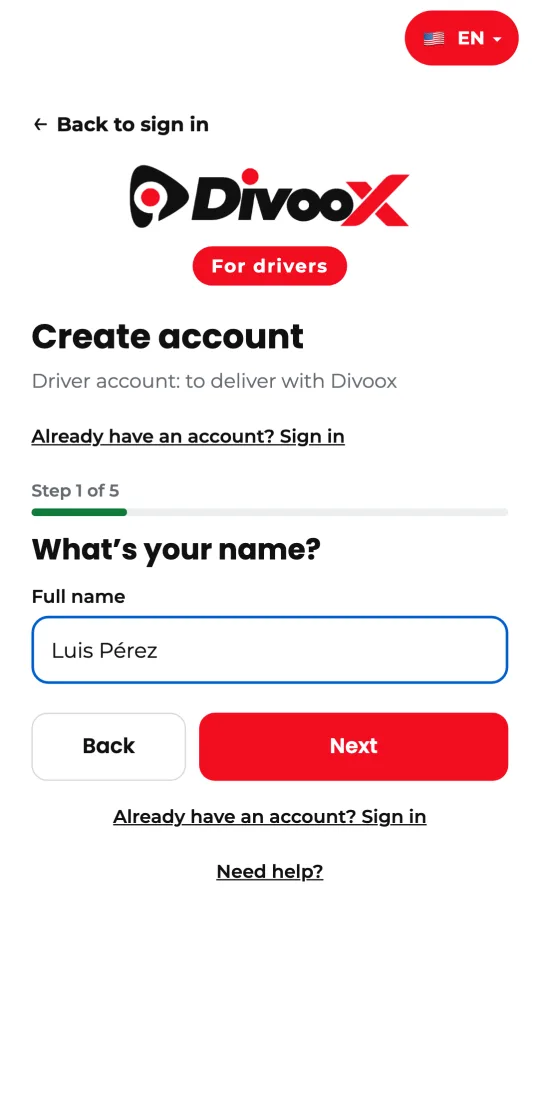 EN
← Back to sign in
DivooX
For drivers
Create account
Driver account: to deliver with Divoox
Already have an account? Sign in
Step 1 of 5
What’s your name?
Full name
Luis Pérez
Back
Next
Already have an account? Sign in
Need help?